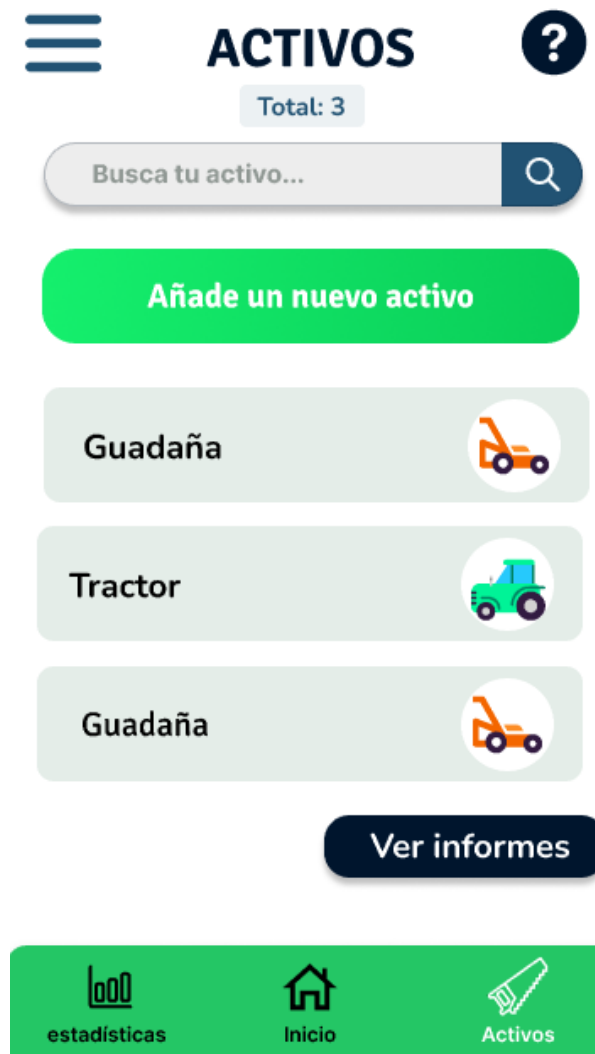 ACTIVOS
?
Total: 3
Busca tu activo...
Añade un nuevo activo
Guadaña
Tractor
Guadaña
Ver informes
estadísticas
Inicio
Activos